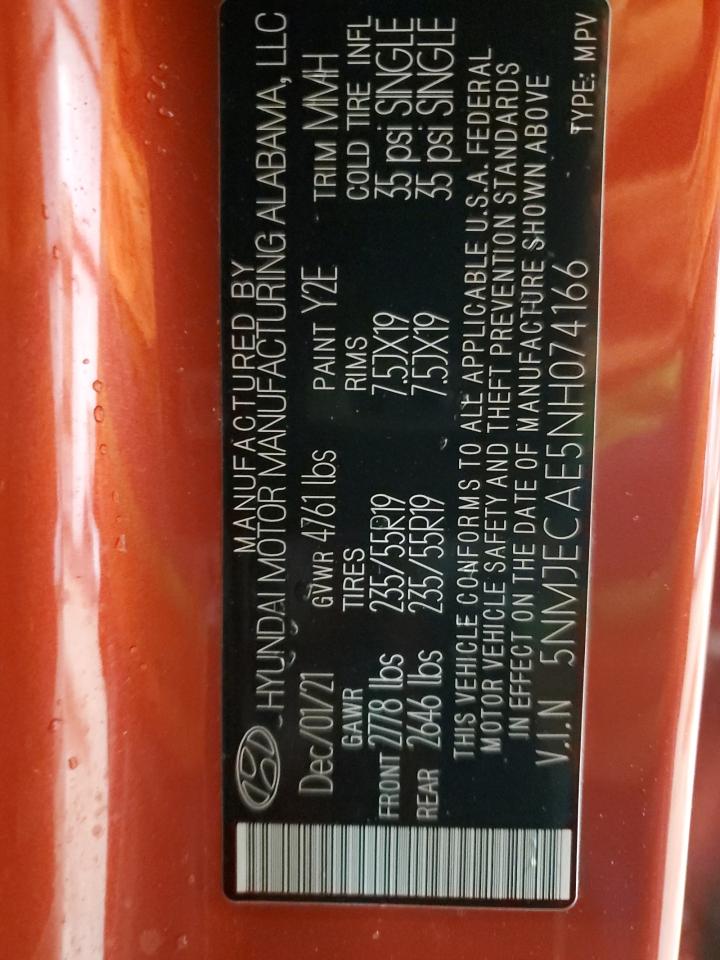 MANUFACTURED BY
HYUNDAI MOTOR MANUFACTURING ALABAMA, LLC
Dec/01/21 GVWR 4761 lbs PAINT Y2E TRIM MMH
GAWR TIRES RIMS COLD TIRE INFL
FRONT 2778 lbs 235/55R19 7.5JX19 35 psi SINGLE
REAR 2646 lbs 235/55R19 7.5JX19 35 psi SINGLE
THIS VEHICLE CONFORMS TO ALL APPLICABLE U.S.A. FEDERAL
MOTOR VEHICLE SAFETY AND THEFT PREVENTION STANDARDS
IN EFFECT ON THE DATE OF MANUFACTURE SHOWN ABOVE
V.I.N 5NMJECAE5NH074166 TYPE: MPV